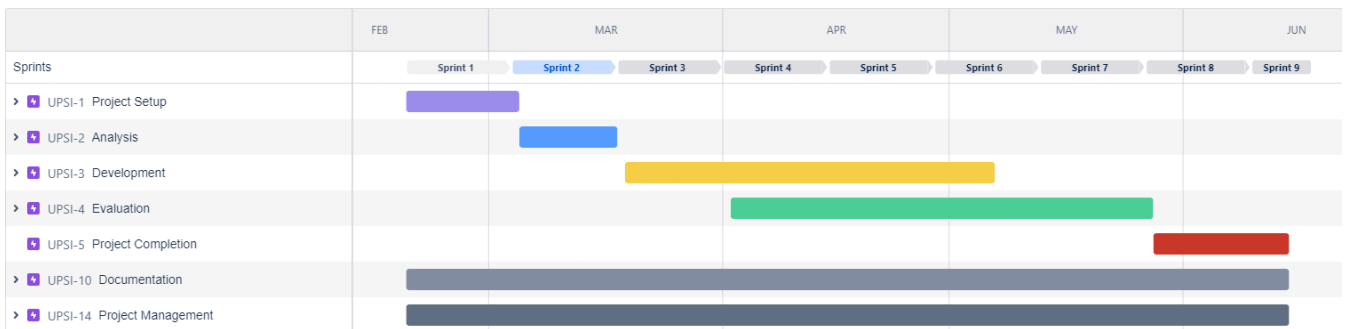 FEB MAR APR MAY JUN
Sprints Sprint 1 Sprint 2 Sprint 3 Sprint 4 Sprint 5 Sprint 6 Sprint 7 Sprint 8 Sprint 9
UPSI-1 Project Setup
UPSI-2 Analysis
UPSI-3 Development
UPSI-4 Evaluation
UPSI-5 Project Completion
UPSI-10 Documentation
UPSI-14 Project Management